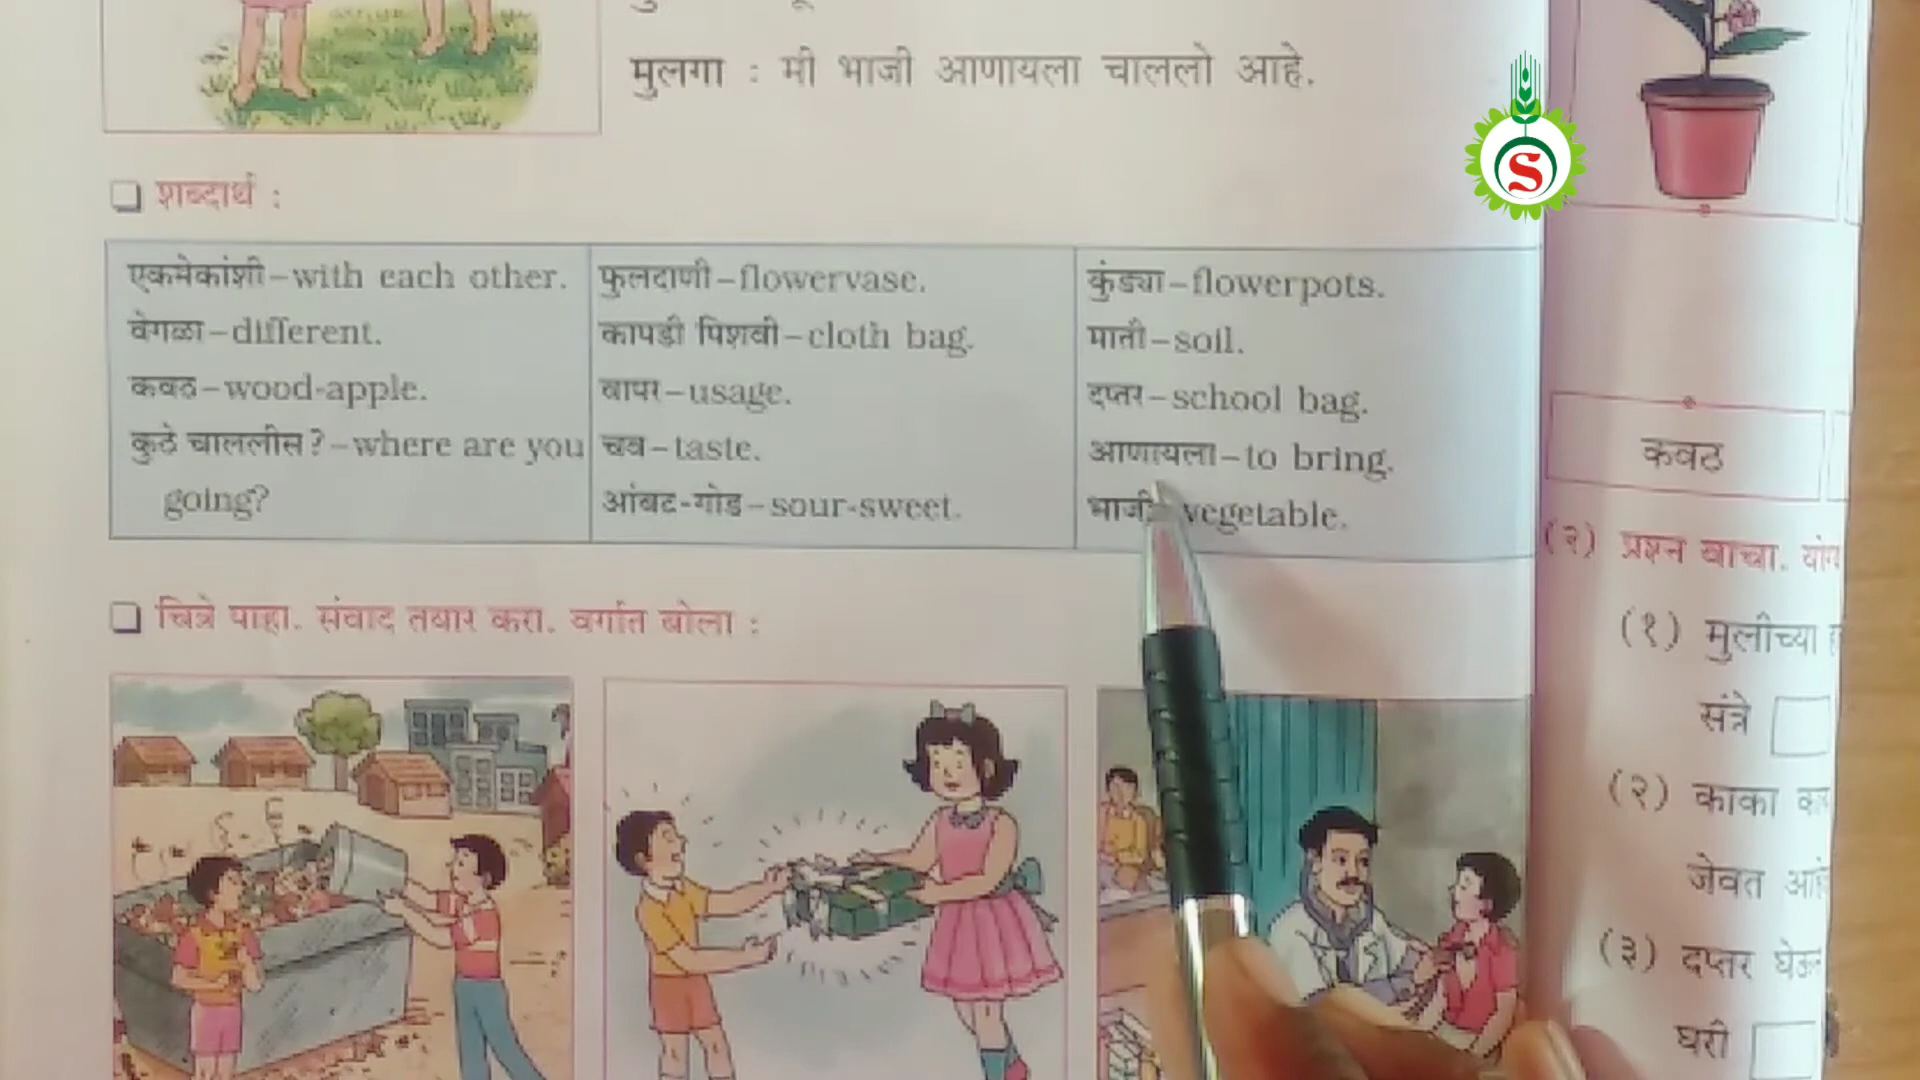 मुलगा : मी भाजी आणायला चाललो आहे.
S
शब्दार्थ :
एकमेकांशी – with each other.
वेगळा – different.
कवठ – wood-apple.
कुठे चाललीस ? – where are you
going?
फुलदाणी – flowervase.
कापडी पिशवी – cloth bag.
वापर – usage.
चव – taste.
आंबट-गोड – sour-sweet.
कुंड्या – flowerpots.
माती – soil.
दप्तर – school bag.
आणायला – to bring.
भाजी vegetable.
चित्रे पाहा. संवाद तयार करा. वर्गात बोला :
कवठ
(२) प्रश्न वाचा.
(१) मुलीच्या
संत्रे
(२) काका
जेवत
(३) दप्तर
घरी